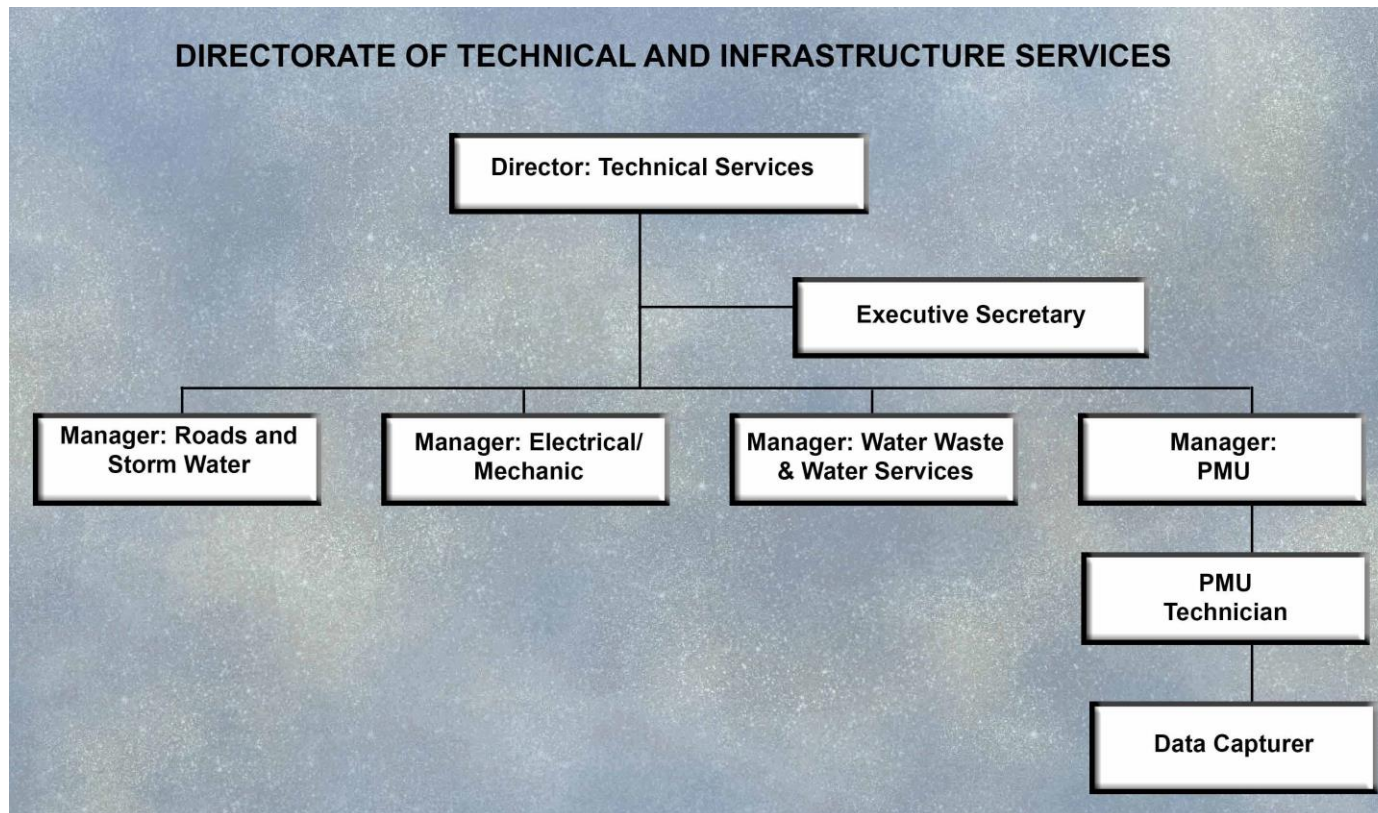 DIRECTORATE OF TECHNICAL AND INFRASTRUCTURE SERVICES
Director: Technical Services
Executive Secretary
Manager: Roads and
Storm Water
Manager: Electrical/
Mechanic
Manager: Water Waste
& Water Services
Manager:
PMU
PMU
Technician
Data Capturer